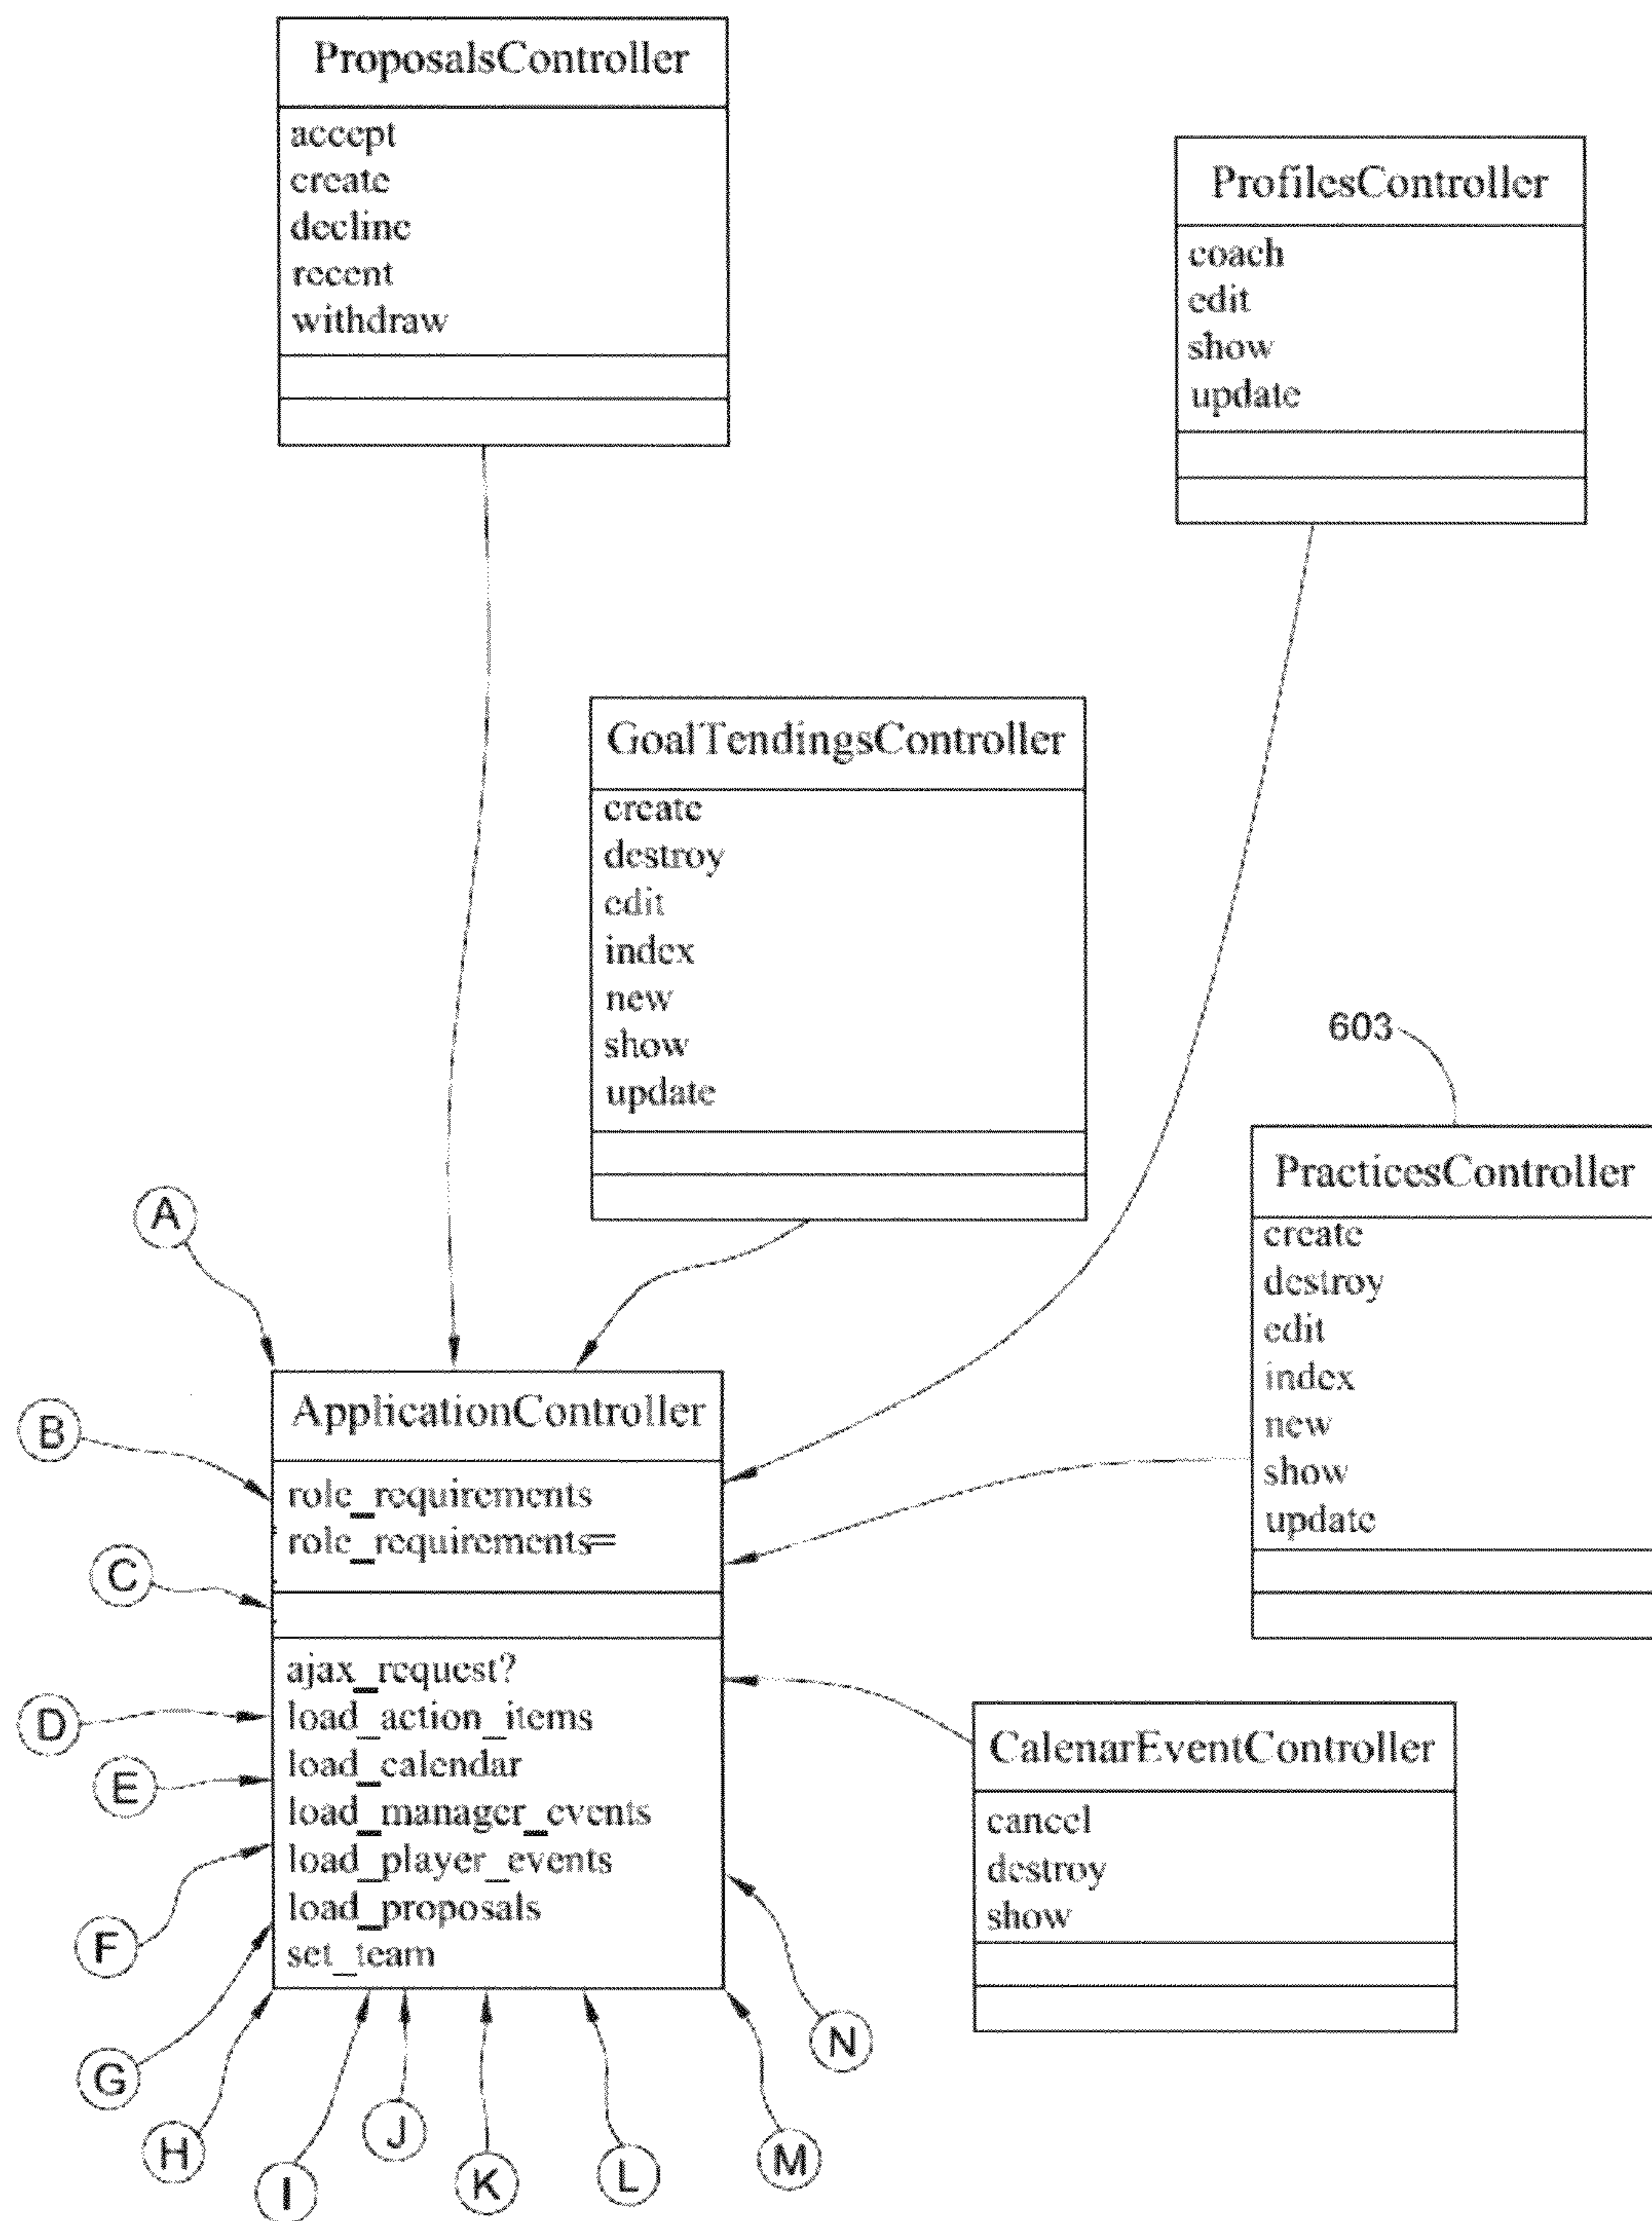 ProposalsController
accept
create
decline
recent
withdraw
ProfilesController
coach
edit
show
update
GoalTendingsController
create
destroy
edit
index
new
show
update
603
PracticesController
create
destroy
edit
index
new
show
update
A
B
C
D
E
F
G
H
I
J
K
L
M
N
ApplicationController
role_requirements
role_requirements=
ajax_request?
load_action_items
load_calendar
load_manager_events
load_player_events
load_proposals
set_team
CalenarEventController
cancel
destroy
show